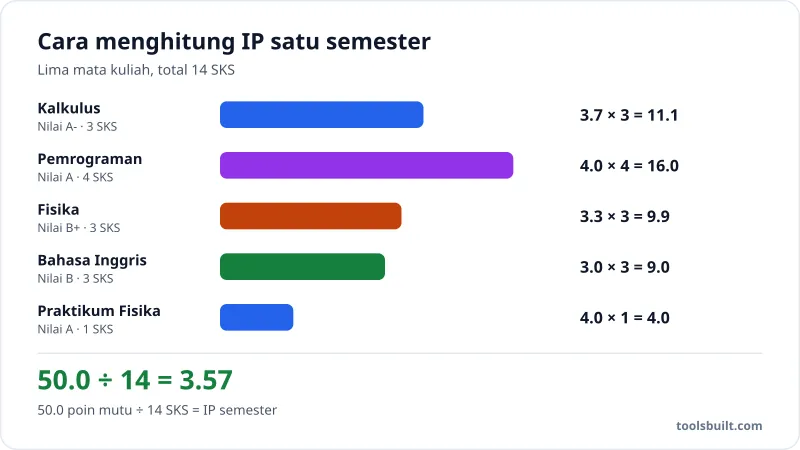 Cara menghitung IP satu semester
Lima mata kuliah, total 14 SKS
Kalkulus
Nilai A- · 3 SKS
3.7 × 3 = 11.1
Pemrograman
Nilai A · 4 SKS
4.0 × 4 = 16.0
Fisika
Nilai B+ · 3 SKS
3.3 × 3 = 9.9
Bahasa Inggris
Nilai B · 3 SKS
3.0 × 3 = 9.0
Praktikum Fisika
Nilai A · 1 SKS
4.0 × 1 = 4.0
50.0 ÷ 14 = 3.57
50.0 poin mutu ÷ 14 SKS = IP semester
toolsbuilt.com